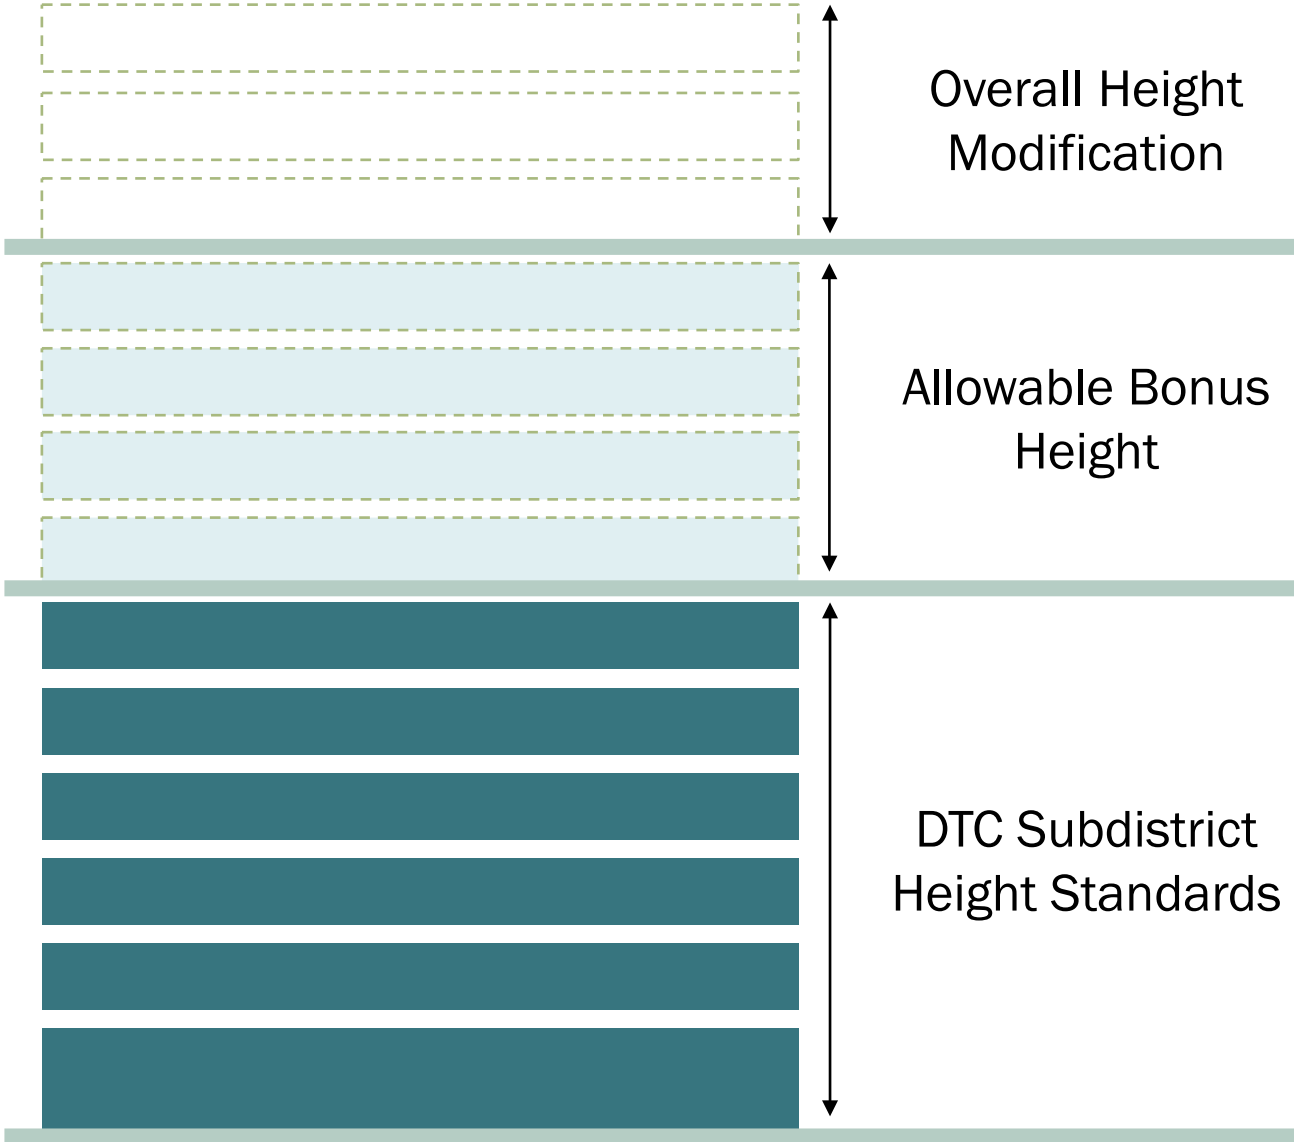 Overall Height
Modification
Allowable Bonus
Height
DTC Subdistrict
Height Standards